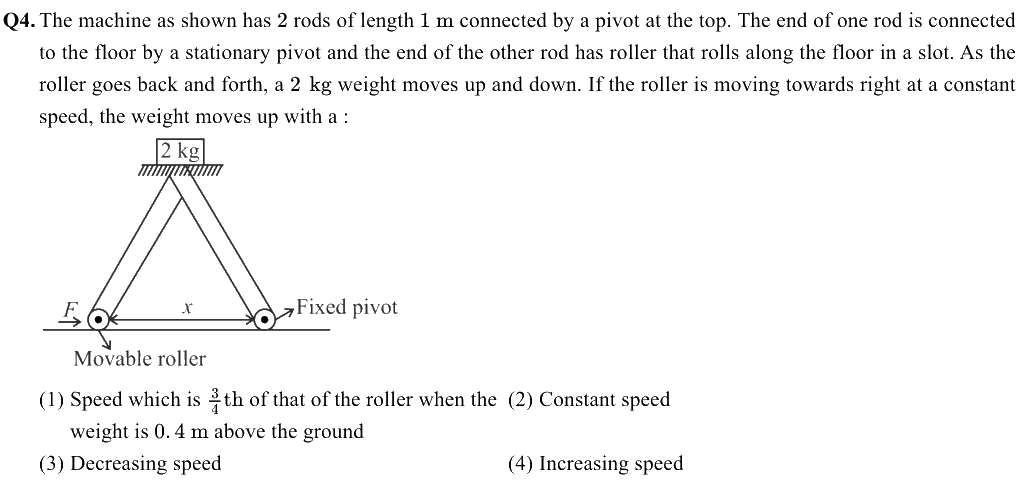 Q4. The machine as shown has 2 rods of length 1 m connected by a pivot at the top. The end of one rod is connected
to the floor by a stationary pivot and the end of the other rod has roller that rolls along the floor in a slot. As the
roller goes back and forth, a 2 kg weight moves up and down. If the roller is moving towards right at a constant
speed, the weight moves up with a :
2 kg
F
x
Fixed pivot
Movable roller
(1) Speed which is 3/4 th of that of the roller when the
weight is 0.4 m above the ground
(2) Constant speed
(3) Decreasing speed
(4) Increasing speed